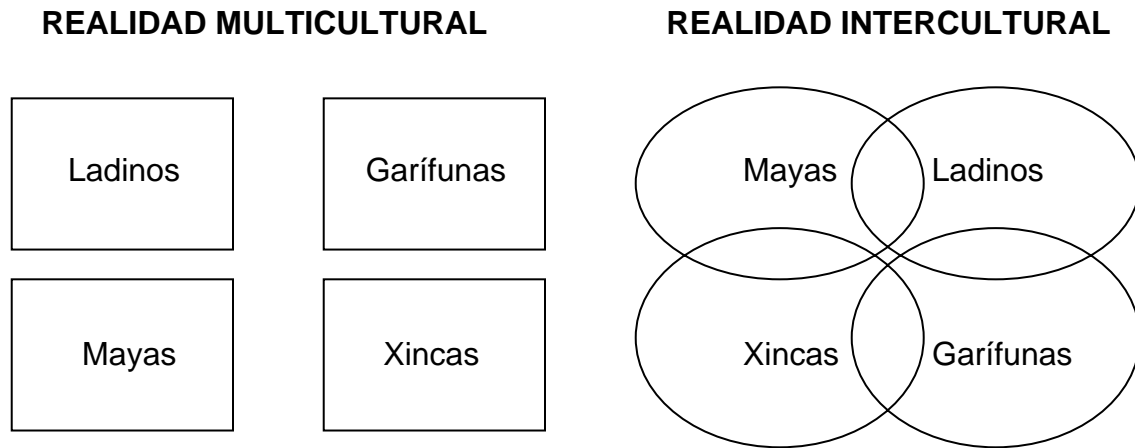 REALIDAD MULTICULTURAL
Ladinos
Garífunas
Mayas
Xincas
REALIDAD INTERCULTURAL
Mayas
Ladinos
Xincas
Garífunas